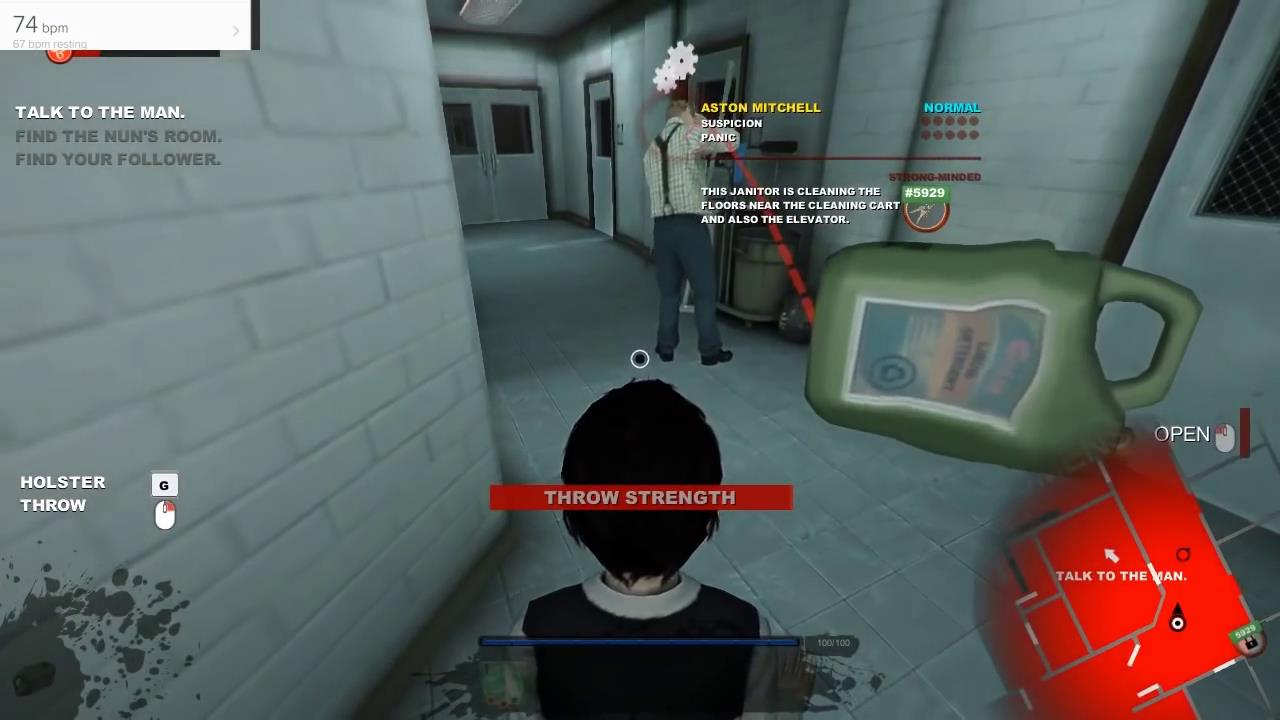 74 bpm
67 bpm resting
TALK TO THE MAN.
FIND THE NUN'S ROOM.
FIND YOUR FOLLOWER.
ASTON MITCHELL
NORMAL
SUSPICION
PANIC
STRONG-MINDED
THIS JANITOR IS CLEANING THE
FLOORS NEAR THE CLEANING CART
AND ALSO THE ELEVATOR.
#5929
OPEN
HOLSTER
G
THROW
THROW STRENGTH
TALK TO THE MAN.
5929
100/100